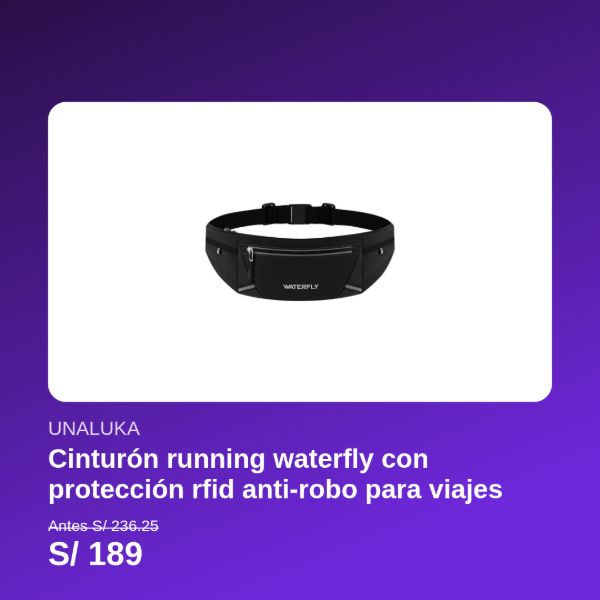 WATERFLY
UNALUKA
Cinturón running waterfly con
protección rfid anti-robo para viajes
Antes S/ 236.25
S/ 189